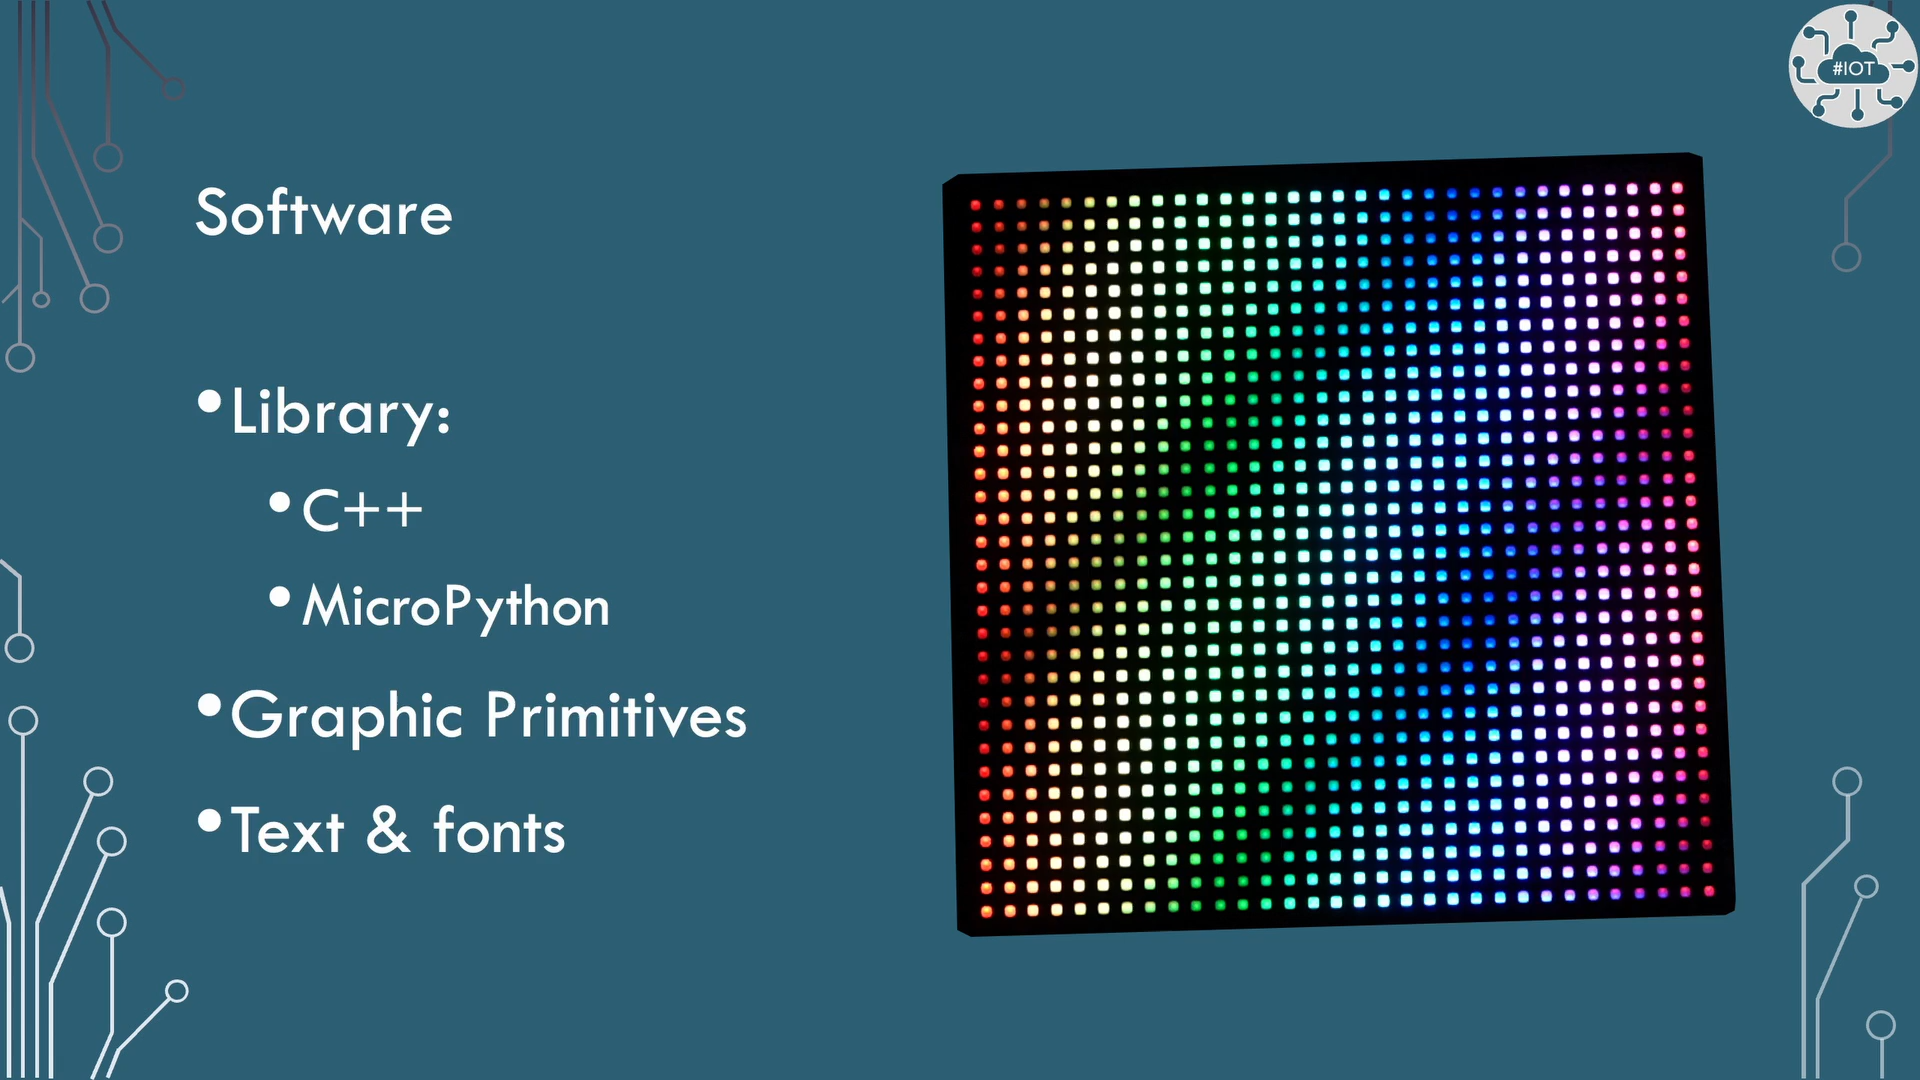 #IOT
Software
•Library:
•C++
•MicroPython
•Graphic Primitives
•Text & fonts